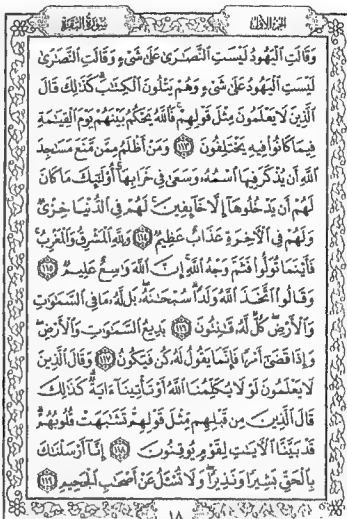 الجزء الأول سورة البقرة
وَقَالَتِ ٱلْيَهُودُ لَيْسَتِ ٱلنَّصَٰرَىٰ عَلَىٰ شَىْءٍ وَقَالَتِ ٱلنَّصَٰرَىٰ
لَيْسَتِ ٱلْيَهُودُ عَلَىٰ شَىْءٍ وَهُمْ يَتْلُونَ ٱلْكِتَٰبَ ۗ كَذَٰلِكَ قَالَ
ٱلَّذِينَ لَا يَعْلَمُونَ مِثْلَ قَوْلِهِمْ ۚ فَٱللَّهُ يَحْكُمُ بَيْنَهُمْ يَوْمَ ٱلْقِيَٰمَةِ
فِيمَا كَانُوا۟ فِيهِ يَخْتَلِفُونَ ١١٣ وَمَنْ أَظْلَمُ مِمَّن مَّنَعَ مَسَٰجِدَ
ٱللَّهِ أَن يُذْكَرَ فِيهَا ٱسْمُهُۥ وَسَعَىٰ فِى خَرَابِهَآ ۚ أُو۟لَٰٓئِكَ مَا كَانَ
لَهُمْ أَن يَدْخُلُوهَآ إِلَّا خَآئِفِينَ ۚ لَهُمْ فِى ٱلدُّنْيَا خِزْىٌ
وَلَهُمْ فِى ٱلْءَاخِرَةِ عَذَابٌ عَظِيمٌ ١١٤ وَلِلَّهِ ٱلْمَشْرِقُ وَٱلْمَغْرِبُ ۚ
فَأَيْنَمَا تُوَلُّوا۟ فَثَمَّ وَجْهُ ٱللَّهِ ۚ إِنَّ ٱللَّهَ وَٰسِعٌ عَلِيمٌ ١١٥
وَقَالُوا۟ ٱتَّخَذَ ٱللَّهُ وَلَدًا ۗ سُبْحَٰنَهُۥ ۖ بَل لَّهُۥ مَا فِى ٱلسَّمَٰوَٰتِ
وَٱلْأَرْضِ ۖ كُلٌّ لَّهُۥ قَٰنِتُونَ ١١٦ بَدِيعُ ٱلسَّمَٰوَٰتِ وَٱلْأَرْضِ ۖ
وَإِذَا قَضَىٰٓ أَمْرًا فَإِنَّمَا يَقُولُ لَهُۥ كُن فَيَكُونُ ١١٧ وَقَالَ ٱلَّذِينَ
لَا يَعْلَمُونَ لَوْلَا يُكَلِّمُنَا ٱللَّهُ أَوْ تَأْتِينَآ ءَايَةٌ ۗ كَذَٰلِكَ
قَالَ ٱلَّذِينَ مِن قَبْلِهِم مِّثْلَ قَوْلِهِمْ ۘ تَشَٰبَهَتْ قُلُوبُهُمْ ۗ
قَدْ بَيَّنَّا ٱلْءَايَٰتِ لِقَوْمٍ يُوقِنُونَ ١١٨ إِنَّآ أَرْسَلْنَٰكَ
بِٱلْحَقِّ بَشِيرًا وَنَذِيرًا ۖ وَلَا تُسْـَٔلُ عَنْ أَصْحَٰبِ ٱلْجَحِيمِ ١١٩
١٨